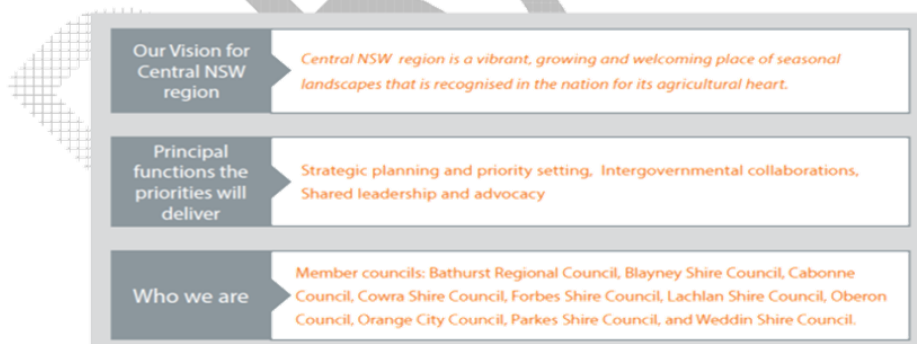 Our Vision for
Central NSW
region
Central NSW region is a vibrant, growing and welcoming place of seasonal
landscapes that is recognised in the nation for its agricultural heart.
Principal
functions the
priorities will
deliver
Strategic planning and priority setting, Intergovernmental collaborations,
Shared leadership and advocacy
Who we are
Member councils: Bathurst Regional Council, Blayney Shire Council, Cabonne
Council, Cowra Shire Council, Forbes Shire Council, Lachlan Shire Council, Oberon
Council, Orange City Council, Parkes Shire Council, and Weddin Shire Council.